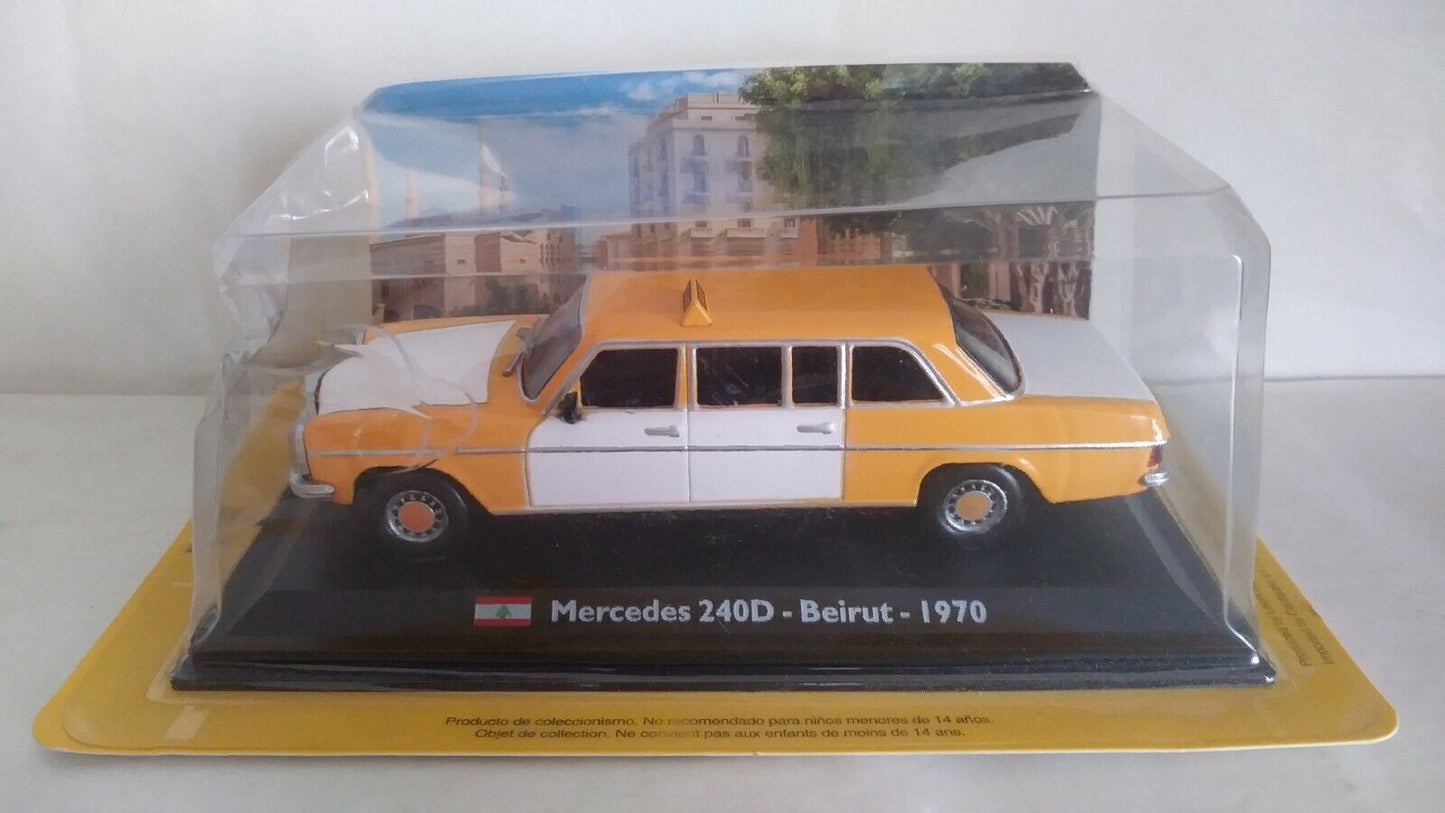 Mercedes 240D - Beirut - 1970
Producto de coleccionismo. No recomendado para niños menores de 14 años.
Objet de collection. Ne convient pas aux enfants de moins de 14 ans.